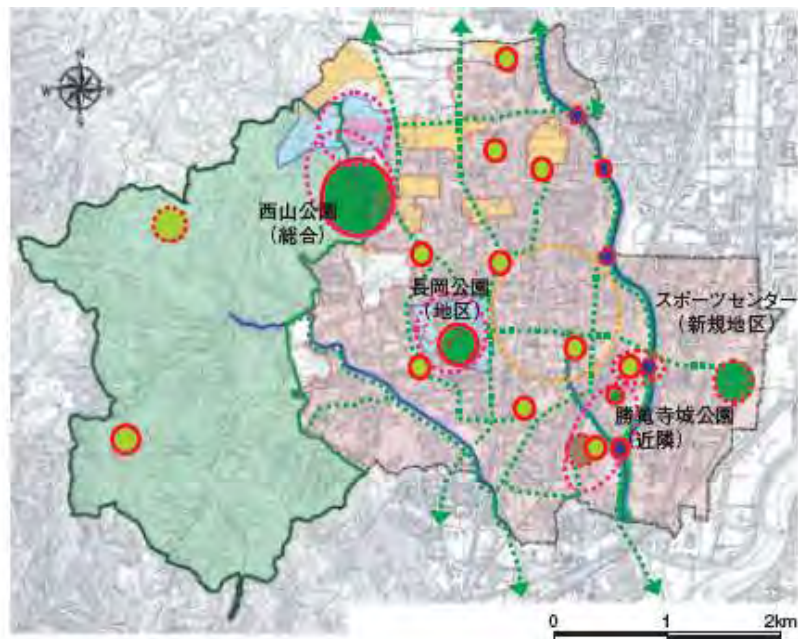 N
W
E
S
西山公園
(総合)
長岡公園
(地区)
スポーツセンター
(新規地区)
勝竜寺城公園
(近隣)
0 1 2km